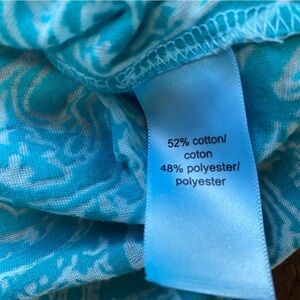 52% cotton/
coton
48% polyester/
polyester